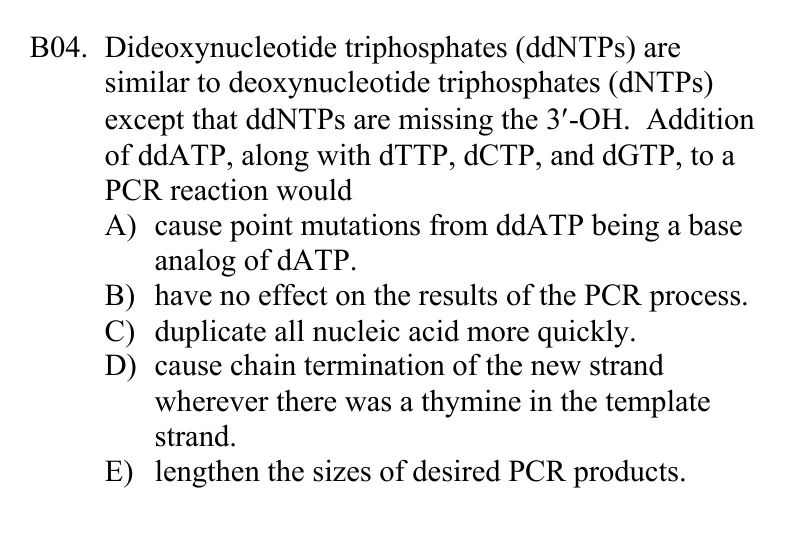 B04. Dideoxynucleotide triphosphates (ddNTPs) are
similar to deoxynucleotide triphosphates (dNTPs)
except that ddNTPs are missing the 3′-OH. Addition
of ddATP, along with dTTP, dCTP, and dGTP, to a
PCR reaction would
A) cause point mutations from ddATP being a base
analog of dATP.
B) have no effect on the results of the PCR process.
C) duplicate all nucleic acid more quickly.
D) cause chain termination of the new strand
wherever there was a thymine in the template
strand.
E) lengthen the sizes of desired PCR products.